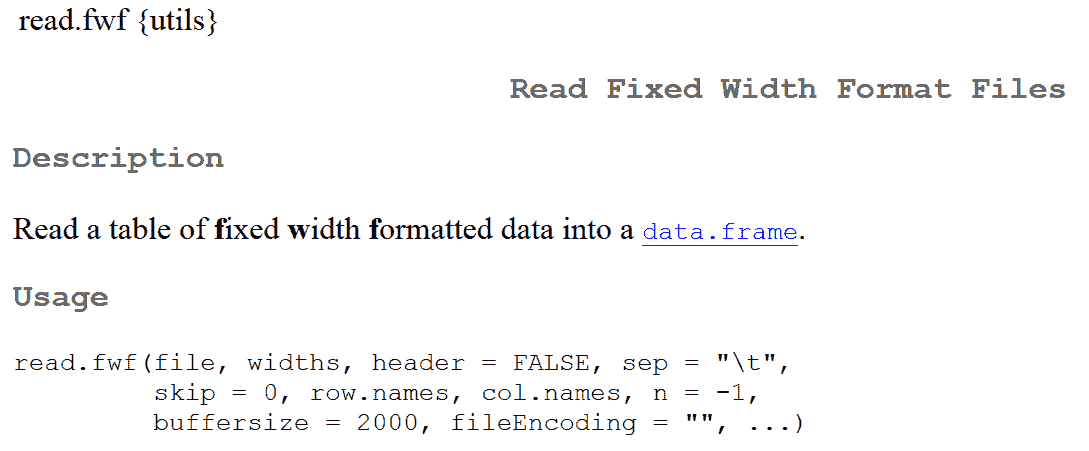 read.fwf {utils}
Read Fixed Width Format Files
Description
Read a table of fixed width formatted data into a data.frame.
Usage
read.fwf(file, widths, header = FALSE, sep = "\t",
         skip = 0, row.names, col.names, n = -1,
         buffersize = 2000, fileEncoding = "", ...)